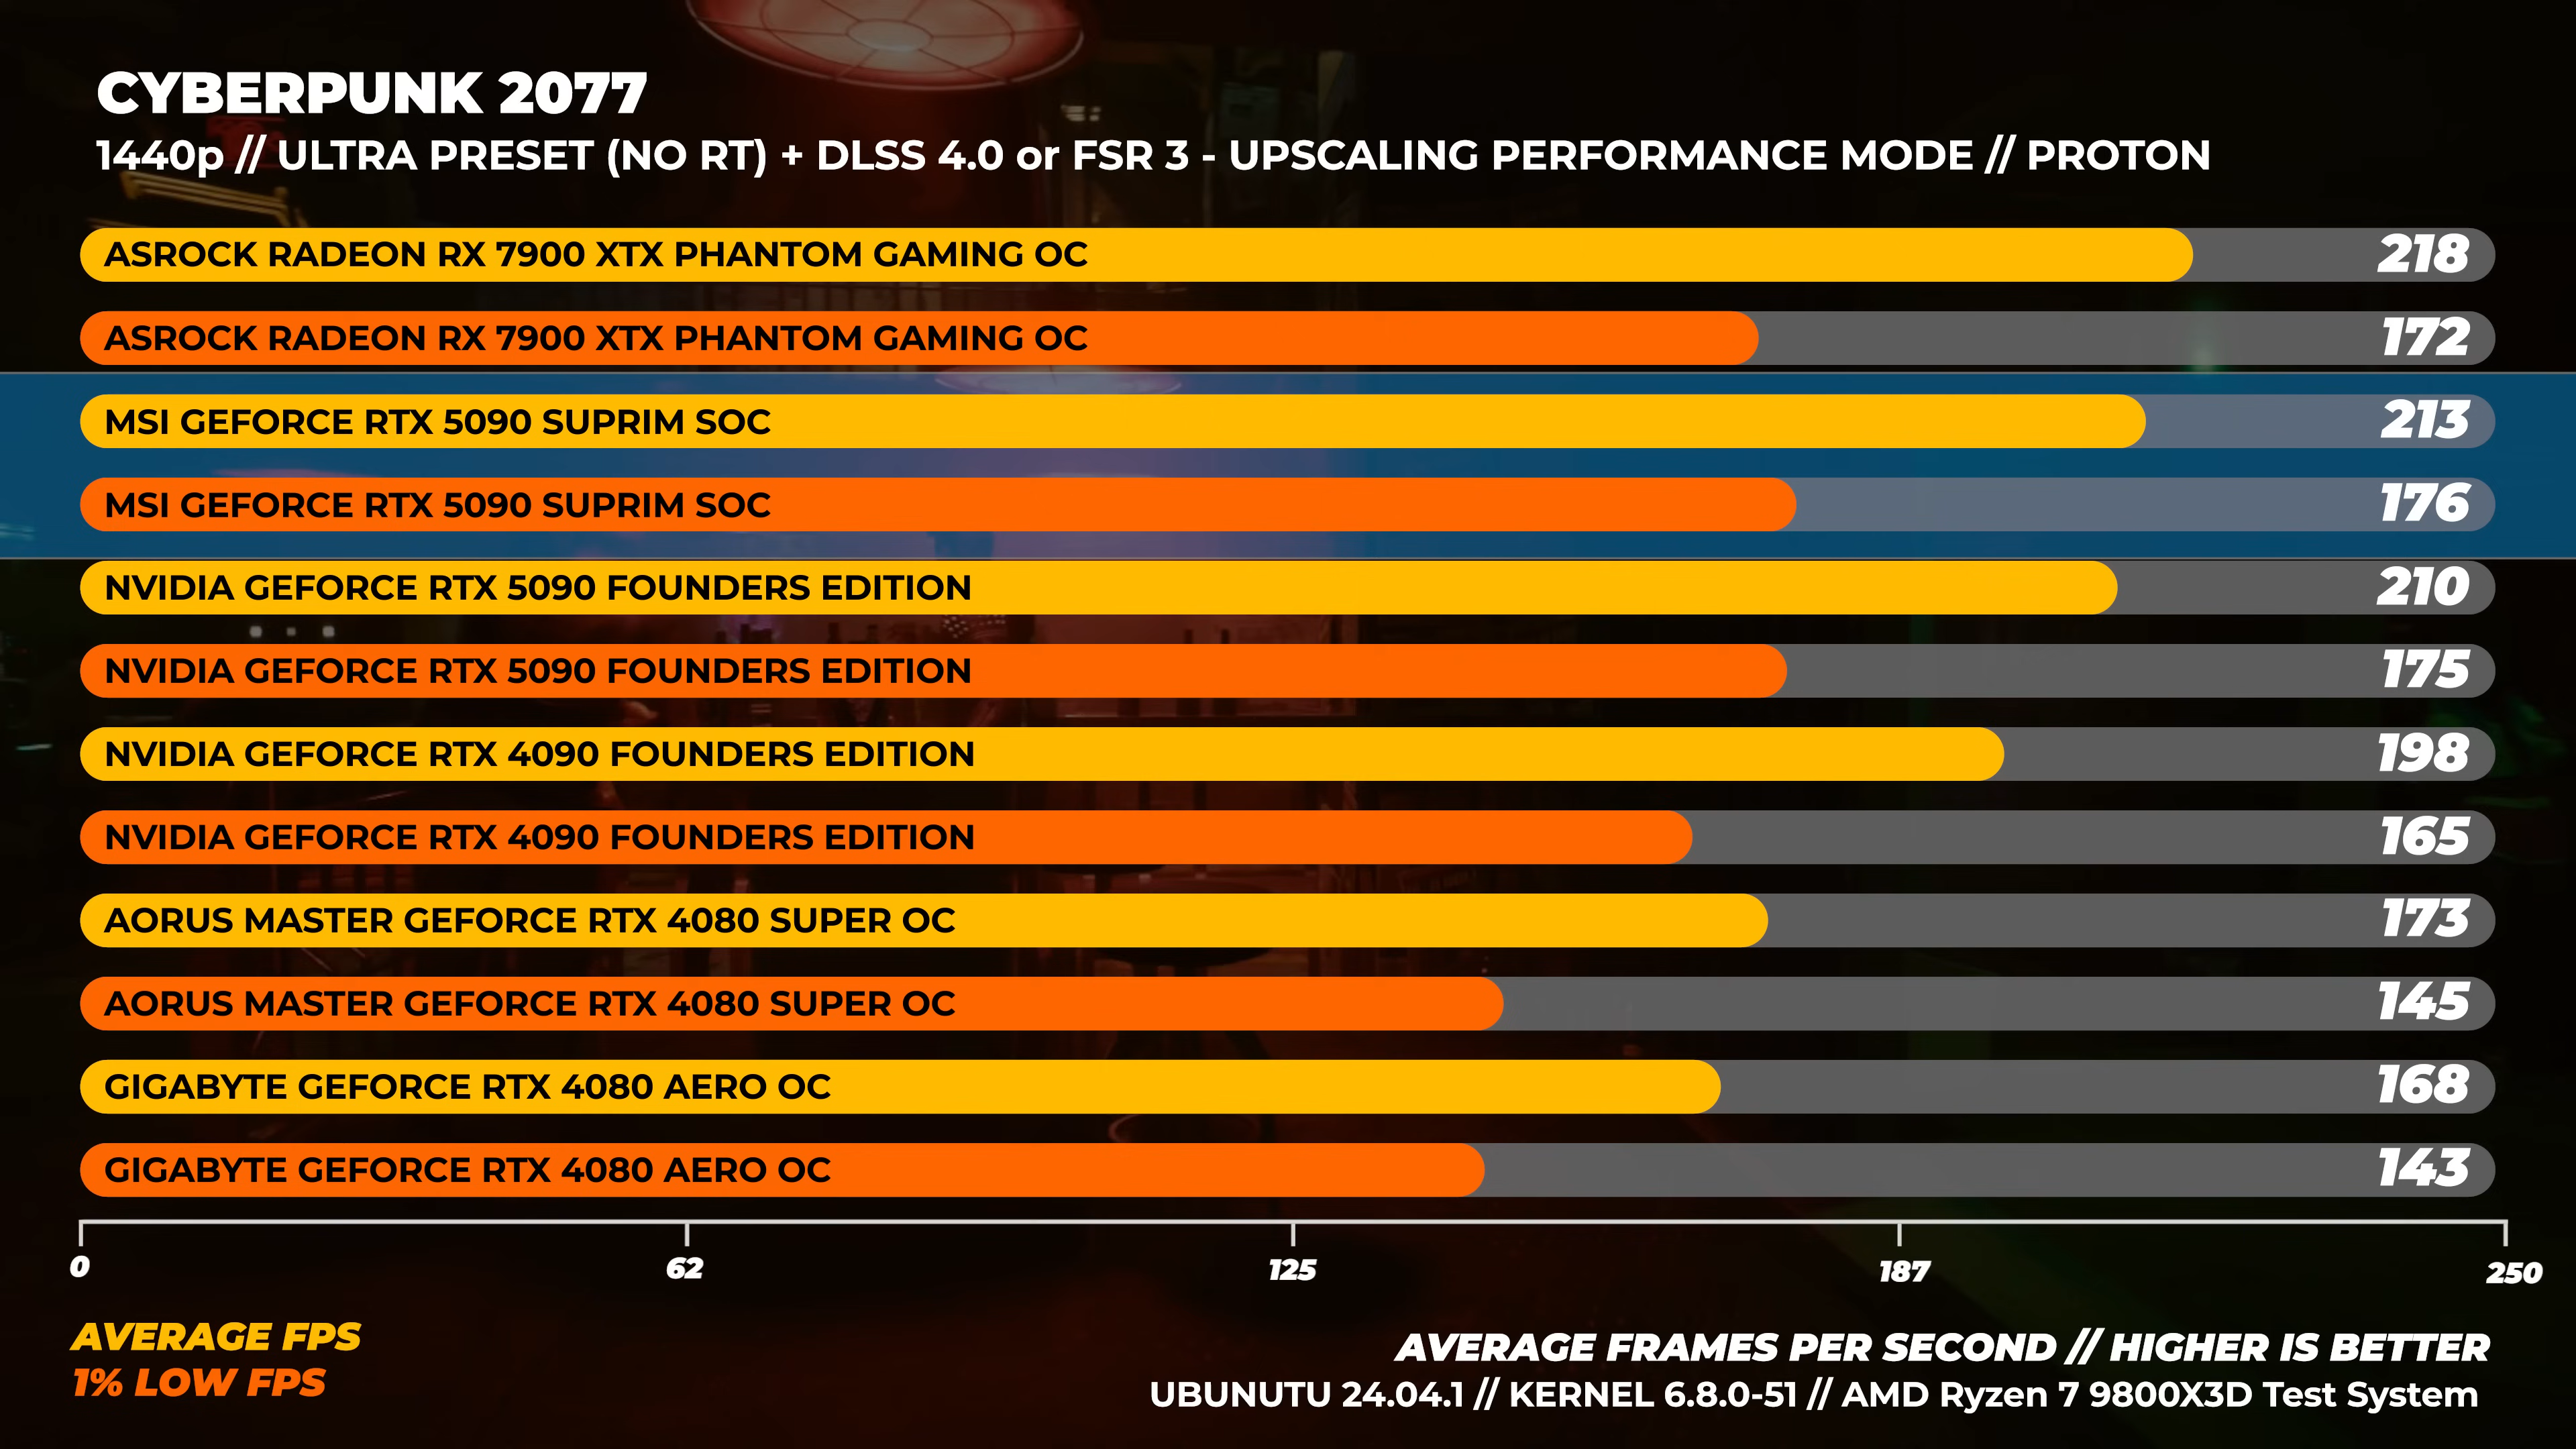 CYBERPUNK 2077
1440p // ULTRA PRESET (NO RT) + DLSS 4.0 or FSR 3 - UPSCALING PERFORMANCE MODE // PROTON
ASROCK RADEON RX 7900 XTX PHANTOM GAMING OC 218
ASROCK RADEON RX 7900 XTX PHANTOM GAMING OC 172
MSI GEFORCE RTX 5090 SUPRIM SOC 213
MSI GEFORCE RTX 5090 SUPRIM SOC 176
NVIDIA GEFORCE RTX 5090 FOUNDERS EDITION 210
NVIDIA GEFORCE RTX 5090 FOUNDERS EDITION 175
NVIDIA GEFORCE RTX 4090 FOUNDERS EDITION 198
NVIDIA GEFORCE RTX 4090 FOUNDERS EDITION 165
AORUS MASTER GEFORCE RTX 4080 SUPER OC 173
AORUS MASTER GEFORCE RTX 4080 SUPER OC 145
GIGABYTE GEFORCE RTX 4080 AERO OC 168
GIGABYTE GEFORCE RTX 4080 AERO OC 143
0 62 125 187 250
AVERAGE FPS
1% LOW FPS
AVERAGE FRAMES PER SECOND // HIGHER IS BETTER
UBUNUTU 24.04.1 // KERNEL 6.8.0-51 // AMD Ryzen 7 9800X3D Test System